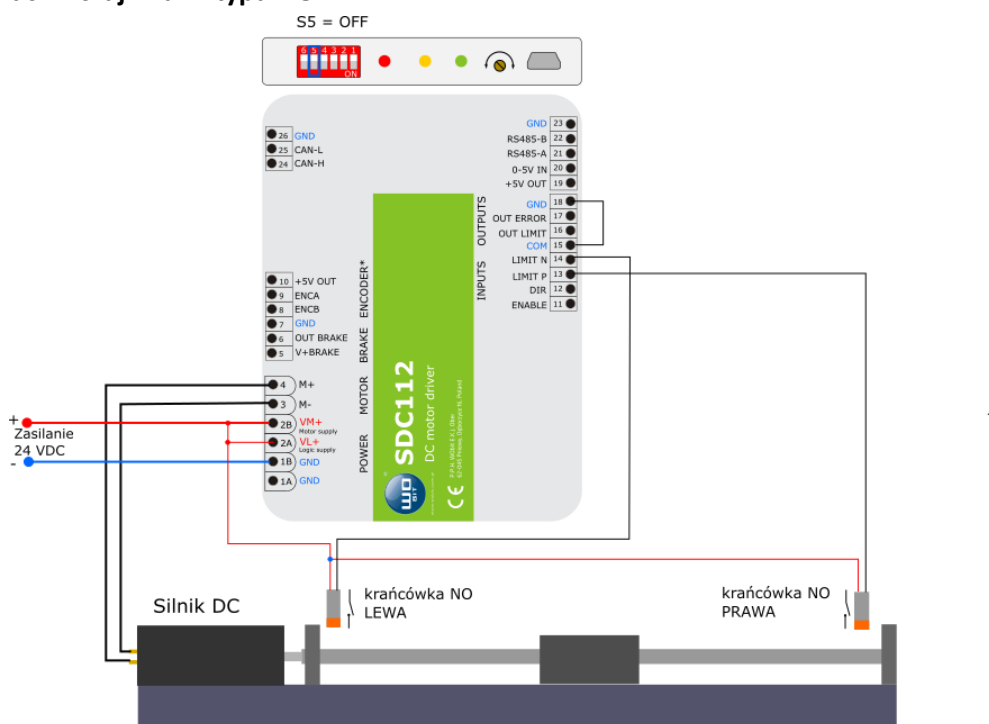 S5 = OFF
6 5 4 3 2 1
ON
26 GND
25 CAN-L
24 CAN-H
GND 23
RS485-B 22
RS485-A 21
0-5V IN 20
+5V OUT 19
GND 18
OUT ERROR 17
OUT LIMIT 16
COM 15
LIMIT N 14
LIMIT P 13
DIR 12
ENABLE 11
OUTPUTS
INPUTS
10 +5V OUT
9 ENCA
8 ENCB
7 GND
6 OUT BRAKE
5 V+BRAKE
ENCODER*
BRAKE
4 M+
3 M-
MOTOR
2B VM+
Motor supply
2A VL+
Logic supply
1B GND
1A GND
POWER
SDC112
DC motor driver
WO
BIT
CE
+
Zasilanie
24 VDC
-
krańcówka NO
LEWA
krańcówka NO
PRAWA
Silnik DC